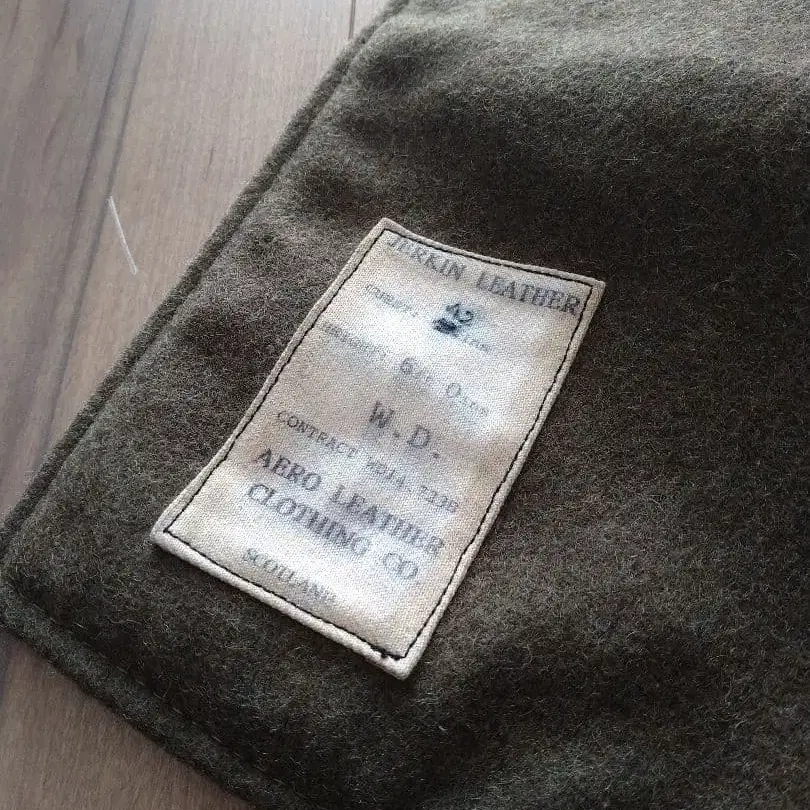 JERKIN LEATHER
CHEST: 42 ins
HEIGHT: 6 ft 0 ins
W.D.
CONTRACT
AERO LEATHER
CLOTHING CO
SCOTLAND